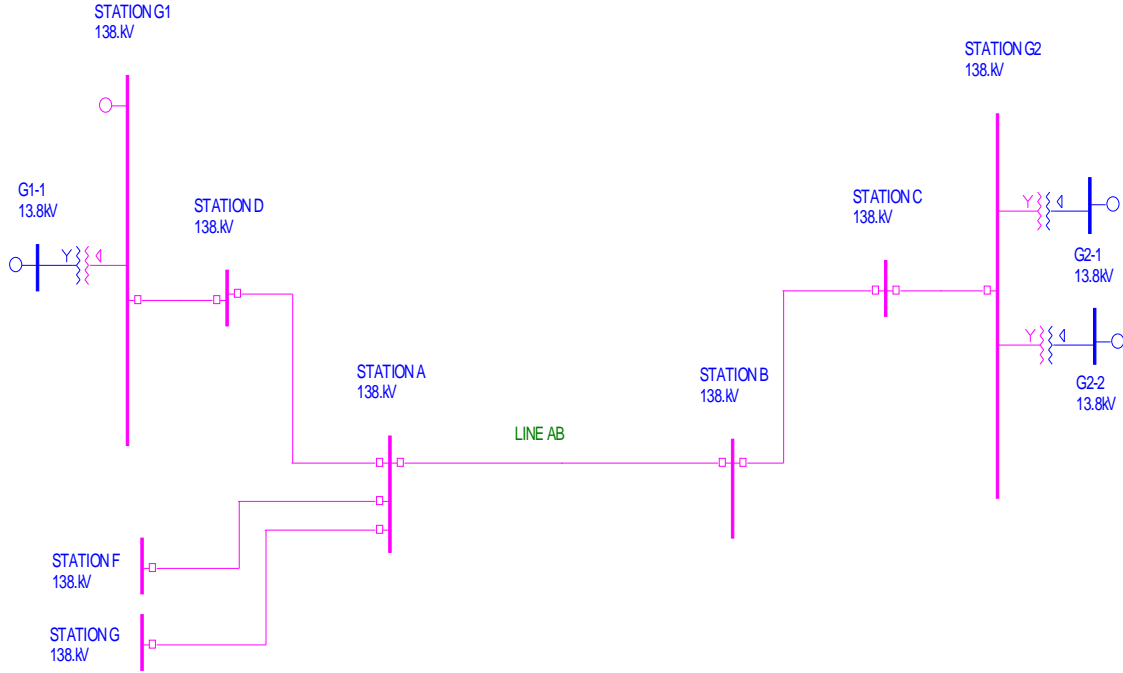 STATION G1
138.kV
STATION G2
138.kV
G1-1
13.8kV
STATION D
138.kV
STATION C
138.kV
G2-1
13.8kV
STATION A
138.kV
STATION B
138.kV
G2-2
13.8kV
LINE AB
STATION F
138.kV
STATION G
138.kV